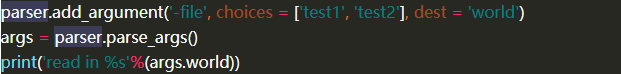 parser.add_argument('-file', choices = ['test1', 'test2'], dest = 'world')
args = parser.parse_args()
print('read in %s'%(args.world))